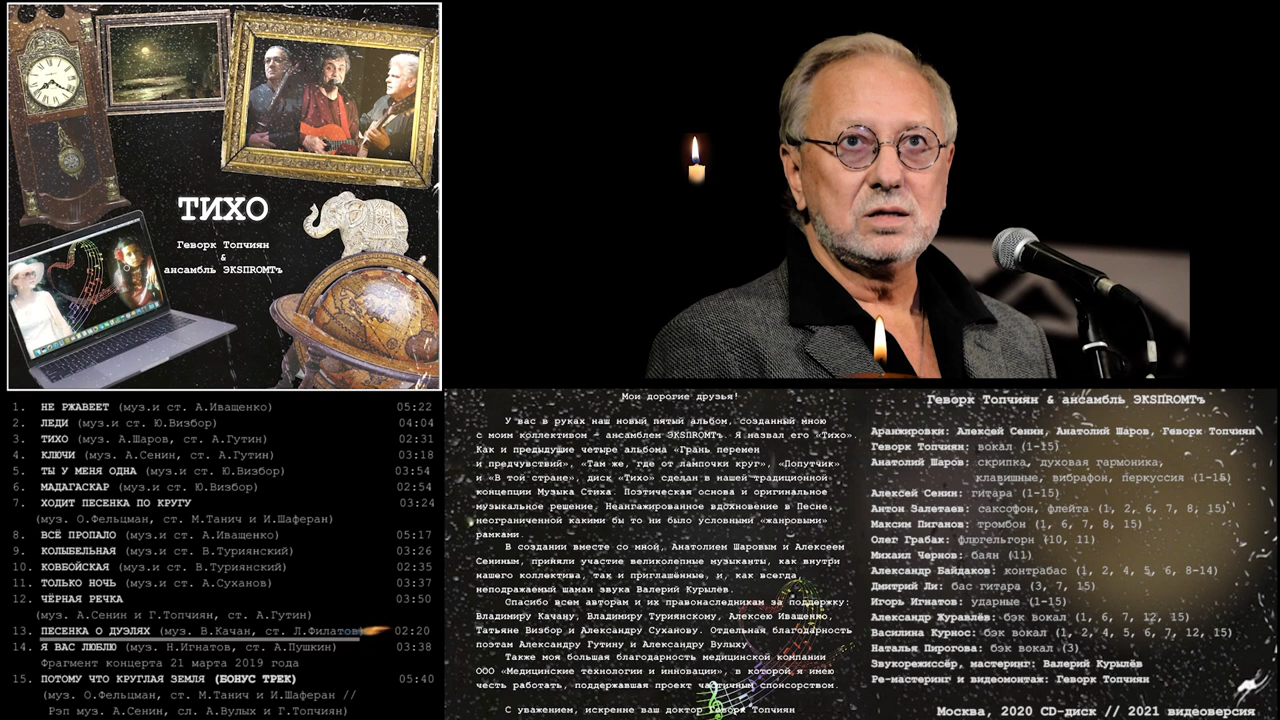 ТИХО
Геворк Топчиян
&
ансамбль ЭКSПРОМТъ
1. НЕ РЖАВЕЕТ (муз.и ст. А.Иващенко) 05:22
2. ЛЕДИ (муз.и ст. Ю.Визбор) 04:04
3. ТИХО (муз. А.Шаров, ст. А.Гутин) 02:31
4. КЛЮЧИ (муз. А.Сенин, ст. А.Гутин) 03:18
5. ТЫ У МЕНЯ ОДНА (муз.и ст. Ю.Визбор) 03:54
6. МАДАГАСКАР (муз.и ст. Ю.Визбор) 02:54
7. ХОДИТ ПЕСЕНКА ПО КРУГУ 03:24
(муз. О.Фельцман, ст. М.Танич и И.Шаферан)
8. ВСЁ ПРОПАЛО (муз.и ст. А.Иващенко) 05:17
9. КОЛЫБЕЛЬНАЯ (муз.и ст. В.Туриянский) 03:26
10. КОВБОЙСКАЯ (муз.и ст. В.Туриянский) 02:35
11. ТОЛЬКО НОЧЬ (муз.и ст. А.Суханов) 03:37
12. ЧЁРНАЯ РЕЧКА 03:50
(муз. А.Сенин и Г.Топчиян, ст. А.Гутин)
13. ПЕСЕНКА О ДУЭЛЯХ (муз. В.Качан, ст. Л.Филатов) 02:20
14. Я ВАС ЛЮБЛЮ (муз. Н.Игнатов, ст. А.Пушкин) 03:38
Фрагмент концерта 21 марта 2019 года
15. ПОТОМУ ЧТО КРУГЛАЯ ЗЕМЛЯ (БОНУС ТРЕК) 05:40
(муз. О.Фельцман, ст. М.Танич и И.Шаферан //
Рэп муз. А.Сенин, сл. А.Вулых и Г.Топчиян)
Мои дорогие друзья!
У вас в руках наш новый пятый альбом, созданный мною
с моим коллективом – ансамблем ЭКSПРОМТъ. Я назвал его «Тихо».
Как и предыдущие четыре альбома «Грань перемен
и предчувствий», «Там же, где от лампочки круг», «Попутчик»
и «В той стране», диск «Тихо» сделан в нашей традиционной
концепции Музыка Стиха. Поэтическая основа и оригинальное
музыкальное решение. Неангажированное вдохновение в Песне,
неограниченной какими бы то ни было условными «жанровыми»
рамками.
В создании вместе со мной, Анатолием Шаровым и Алексеем
Сениным, приняли участие великолепные музыканты, как внутри
нашего коллектива, так и приглашённые, и, как всегда,
неподражаемый шаман звука Валерий Курылёв.
Спасибо всем авторам и их правонаследникам за поддержку:
Владимиру Качану, Владимиру Туриянскому, Алексею Иващенко,
Татьяне Визбор и Александру Суханову. Отдельная благодарность
поэтам Александру Гутину и Александру Вулыху
Также моя большая благодарность медицинской компании
ООО «Медицинские технологии и инновации», в которой я имею
честь работать, поддержавшая проект частичным спонсорством.
С уважением, искренне ваш доктор Геворк Топчиян
Геворк Топчиян & ансамбль ЭКSПРОМТъ
Аранжировки: Алексей Сенин, Анатолий Шаров, Геворк Топчиян
Геворк Топчиян: вокал (1-15)
Анатолий Шаров: скрипка, духовая гармоника,
клавишные, вибрафон, перкуссия (1-15)
Алексей Сенин: гитара (1-15)
Антон Залетаев: саксофон, флейта (1, 2, 6, 7, 8, 15)
Максим Пиганов: тромбон (1, 6, 7, 8, 15)
Олег Грабак: флюгельгорн (10, 11)
Михаил Чернов: баян (11)
Александр Байдаков: контрабас (1, 2, 4, 5, 6, 8-14)
Дмитрий Ли: бас гитара (3, 7, 15)
Игорь Игнатов: ударные (1-15)
Александр Журавлёв: бэк вокал (1, 6, 7, 12, 15)
Василина Курнос: бэк вокал (1, 2, 4, 5, 6, 7, 12, 15)
Наталья Пирогова: бэк вокал (3)
Звукорежиссёр, мастеринг: Валерий Курылёв
Ре-мастеринг и видеомонтаж: Геворк Топчиян
Москва, 2020 CD-диск // 2021 видеоверсия